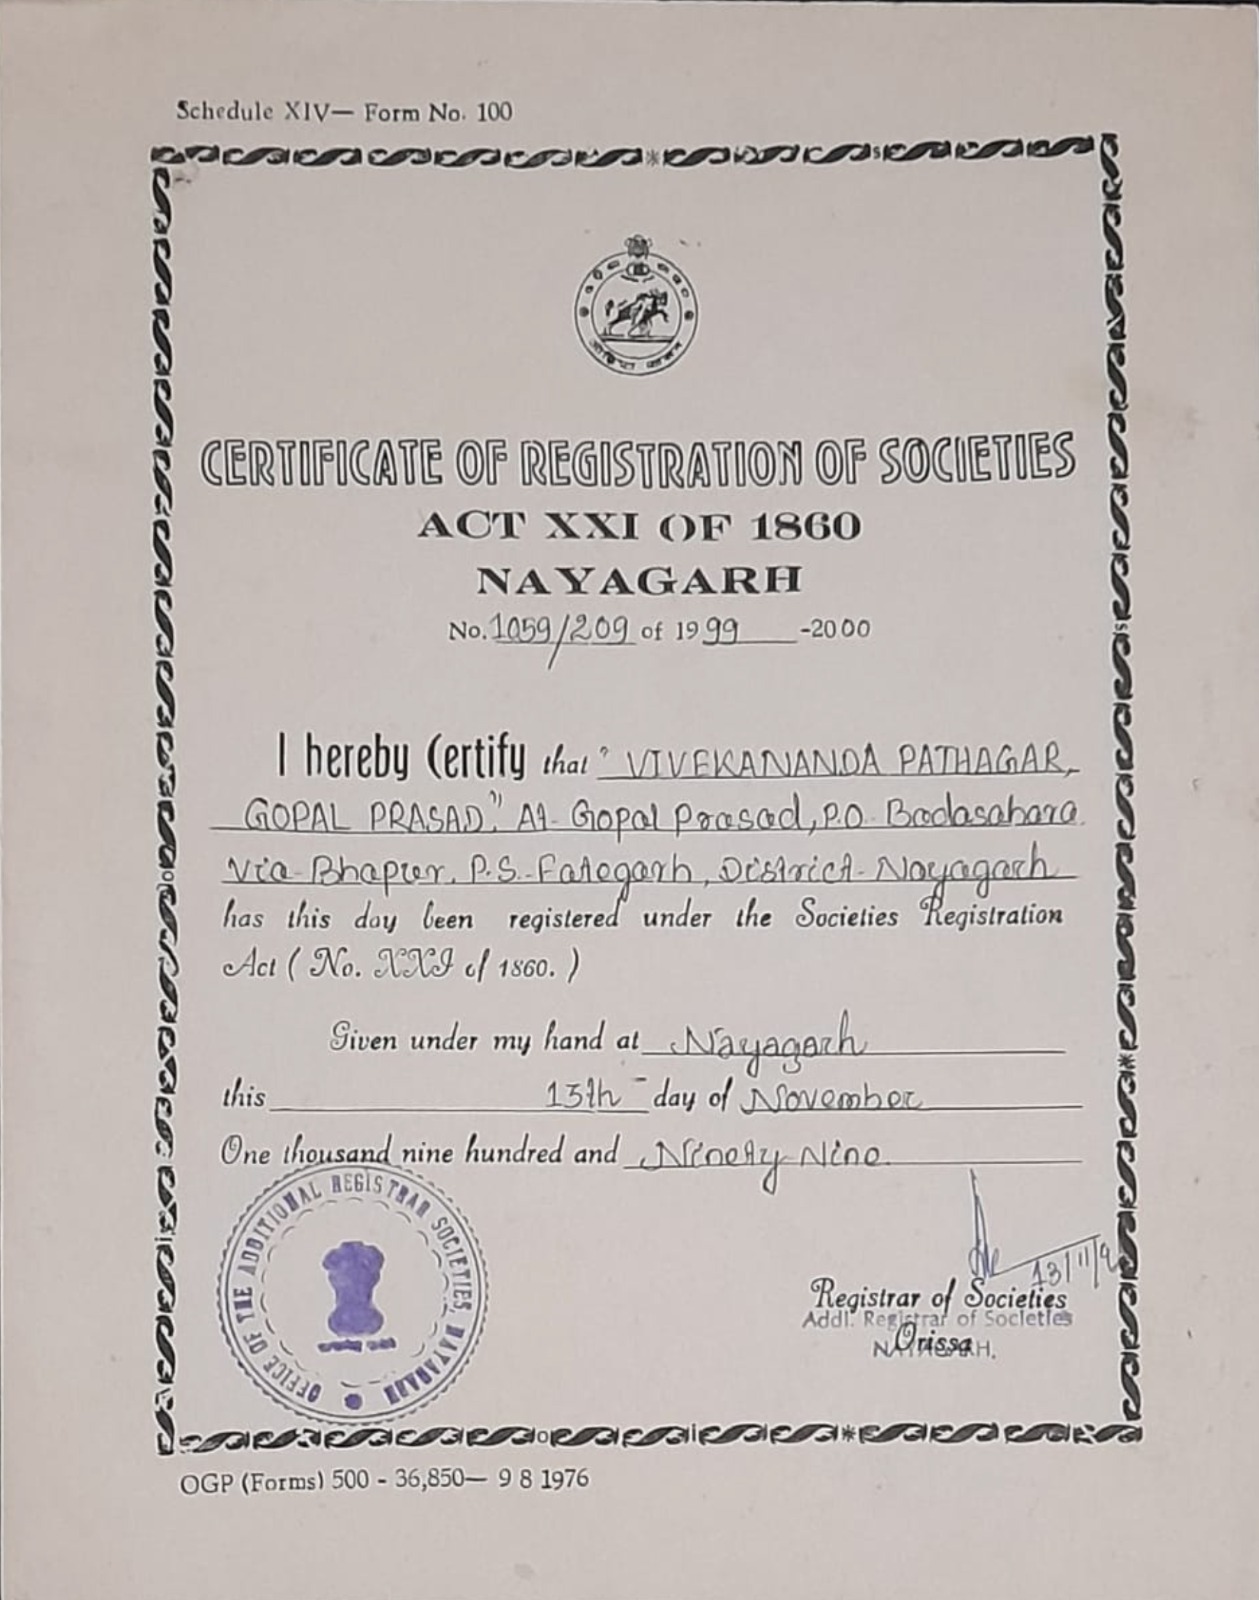 Schedule XIV— Form No. 100
CERTIFICATE OF REGISTRATION OF SOCIETIES
ACT XXI OF 1860
NAYAGARH
No. 1059/209 of 1999 -2000
I hereby Certify that "VIVEKANANDA PATHAGAR,
GOPAL PRASAD," At- Gopal Prasad, P.O- Badasahara
Via- Bhapur, P.S.- Fategarh, District- Nayagarh
has this day been registered under the Societies Registration
Act ( No. XXI of 1860. )
Given under my hand at Nayagarh
this 13th day of November
One thousand nine hundred and Ninety Nine.
OFFICE OF THE ADDITIONAL REGISTRAR SOCIETIES, NAYAGARH
13/11/9
Registrar of Societies
Addl. Registrar of Societies
Orissa
NAYAGARH.
OGP (Forms) 500 - 36,850— 9 8 1976